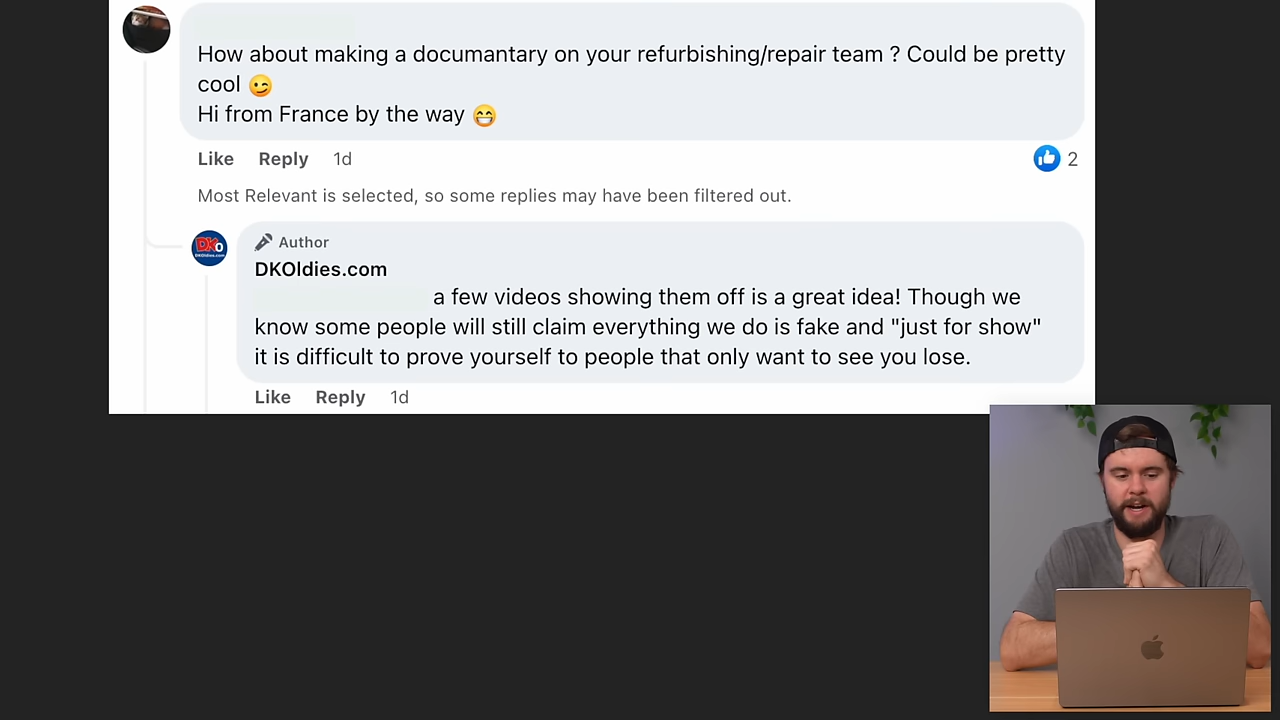 How about making a documantary on your refurbishing/repair team ? Could be pretty
cool 😉
Hi from France by the way 😁
Like Reply 1d
2
Most Relevant is selected, so some replies may have been filtered out.
DKO
DKOldies.com
Author
DKOldies.com
a few videos showing them off is a great idea! Though we
know some people will still claim everything we do is fake and "just for show"
it is difficult to prove yourself to people that only want to see you lose.
Like Reply 1d